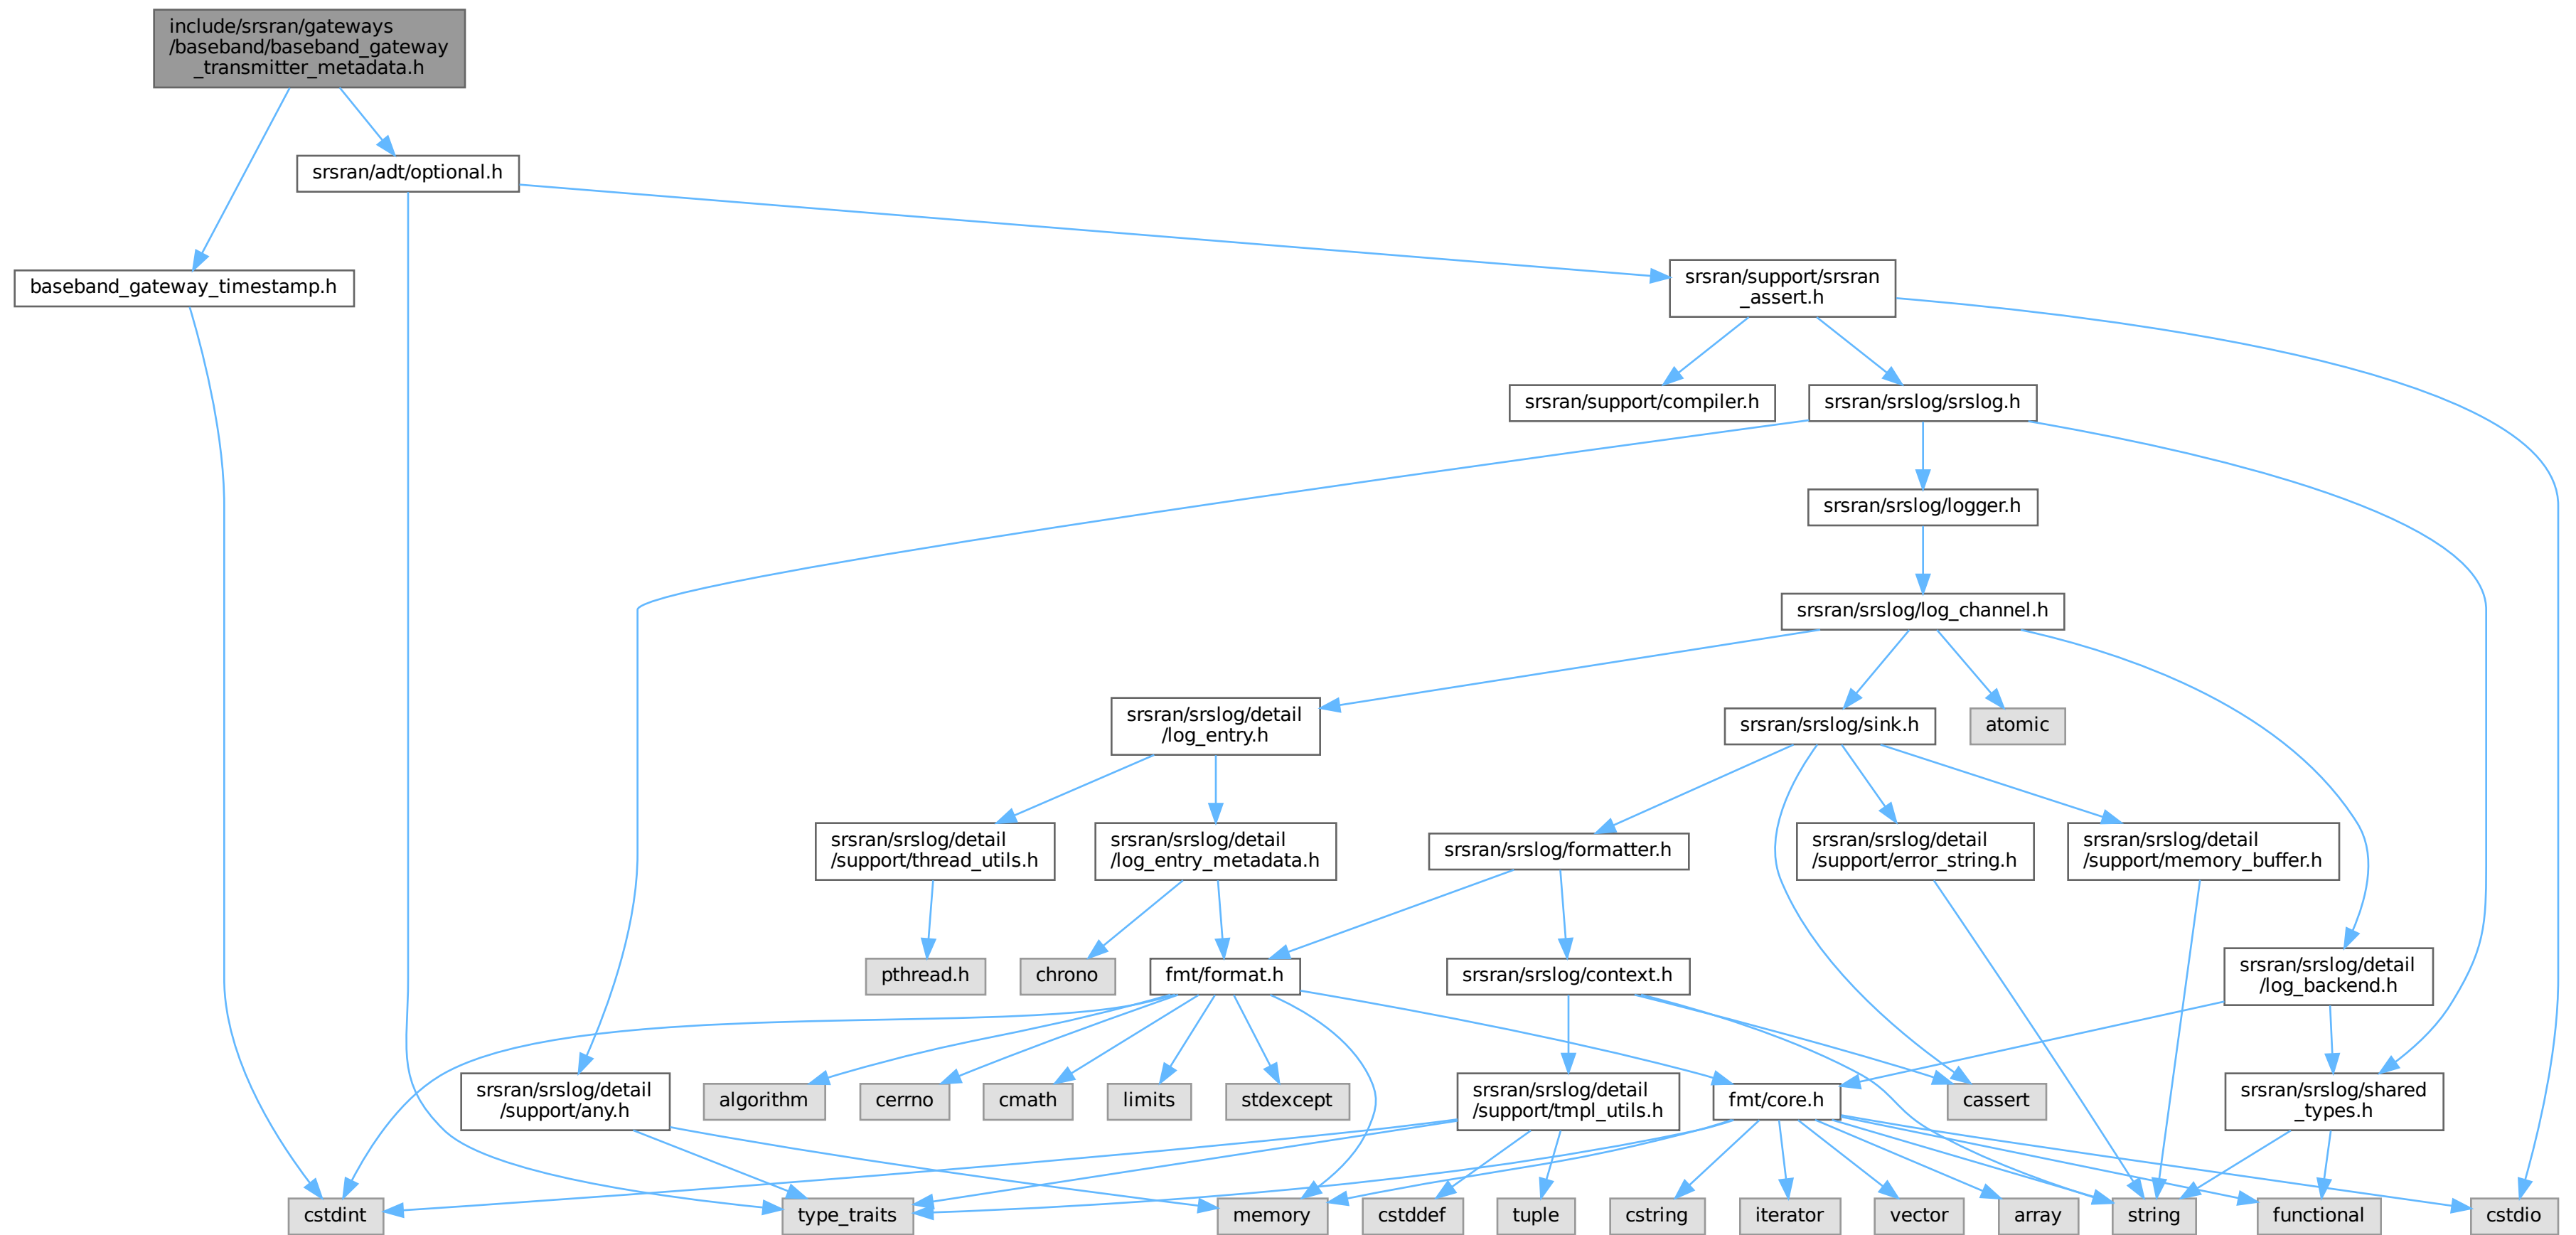 include/srsran/gateways
/baseband/baseband_gateway
_transmitter_metadata.h
srsran/adt/optional.h
baseband_gateway_timestamp.h
srsran/support/srsran
_assert.h
srsran/support/compiler.h
srsran/srslog/srslog.h
srsran/srslog/logger.h
srsran/srslog/log_channel.h
srsran/srslog/detail
/log_entry.h
srsran/srslog/sink.h
atomic
srsran/srslog/detail
/support/thread_utils.h
srsran/srslog/detail
/log_entry_metadata.h
srsran/srslog/formatter.h
srsran/srslog/detail
/support/error_string.h
srsran/srslog/detail
/support/memory_buffer.h
pthread.h
chrono
fmt/format.h
srsran/srslog/context.h
srsran/srslog/detail
/log_backend.h
srsran/srslog/detail
/support/any.h
algorithm
cerrno
cmath
limits
stdexcept
srsran/srslog/detail
/support/tmpl_utils.h
fmt/core.h
cassert
srsran/srslog/shared
_types.h
cstdint
type_traits
memory
cstddef
tuple
cstring
iterator
vector
array
string
functional
cstdio